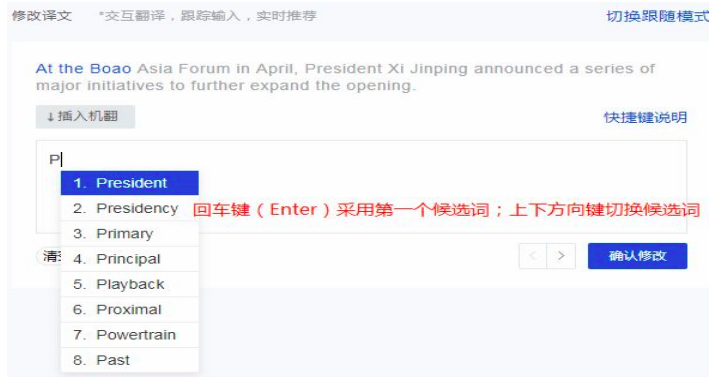 修改译文 *交互翻译，跟踪输入，实时推荐 切换跟随模式
At the Boao Asia Forum in April, President Xi Jinping announced a series of
major initiatives to further expand the opening.
↓插入机翻 快捷键说明
P
1. President
2. Presidency 回车键（Enter）采用第一个候选词；上下方向键切换候选词
3. Primary
清 4. Principal < > 确认修改
5. Playback
6. Proximal
7. Powertrain
8. Past